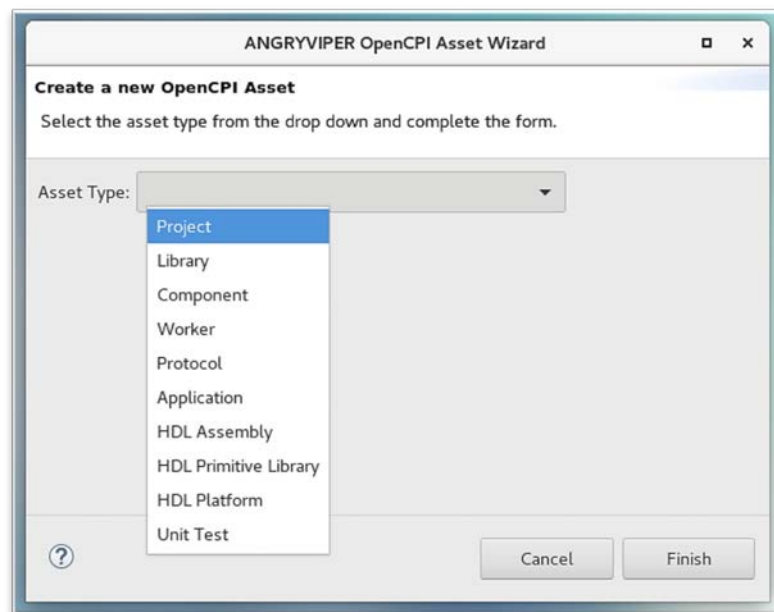 ANGRYVIPER OpenCPI Asset Wizard
Create a new OpenCPI Asset
Select the asset type from the drop down and complete the form.
Asset Type:
Project
Library
Component
Worker
Protocol
Application
HDL Assembly
HDL Primitive Library
HDL Platform
Unit Test
?
Cancel
Finish